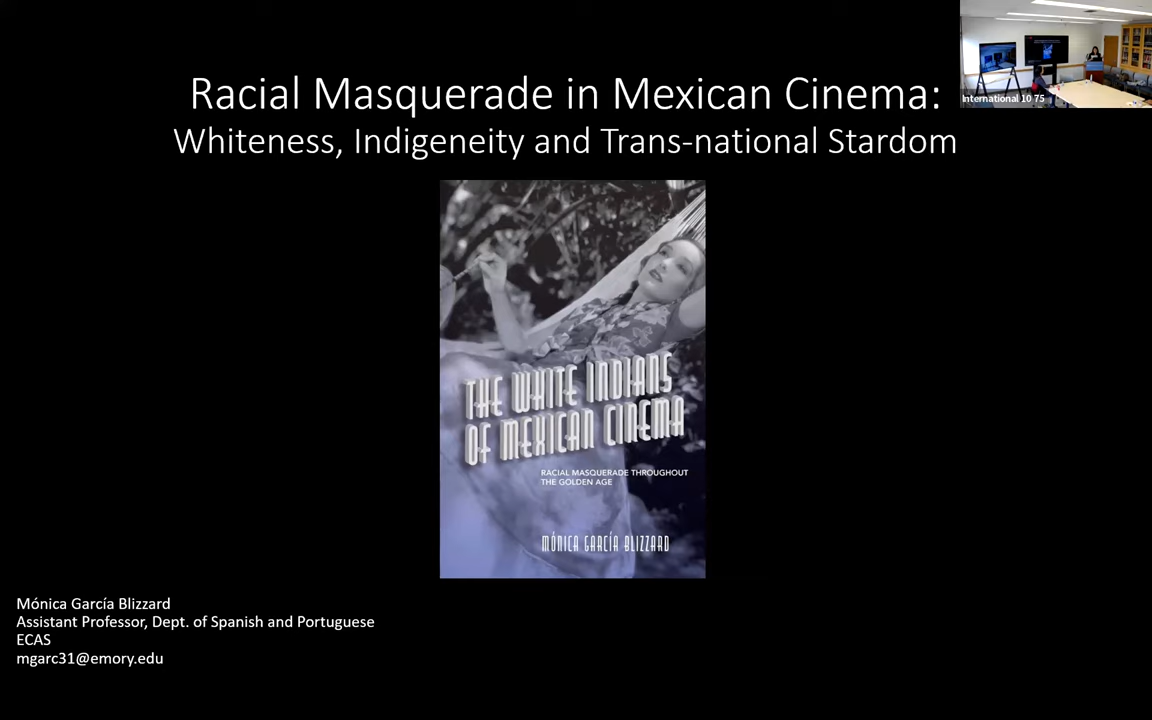 Racial Masquerade in Mexican Cinema:
Whiteness, Indigeneity and Trans-national Stardom
International 10 75
THE WHITE INDIANS
OF MEXICAN CINEMA
RACIAL MASQUERADE THROUGHOUT
THE GOLDEN AGE
MÓNICA GARCÍA BLIZZARD
Mónica García Blizzard
Assistant Professor, Dept. of Spanish and Portuguese
ECAS
mgarc31@emory.edu